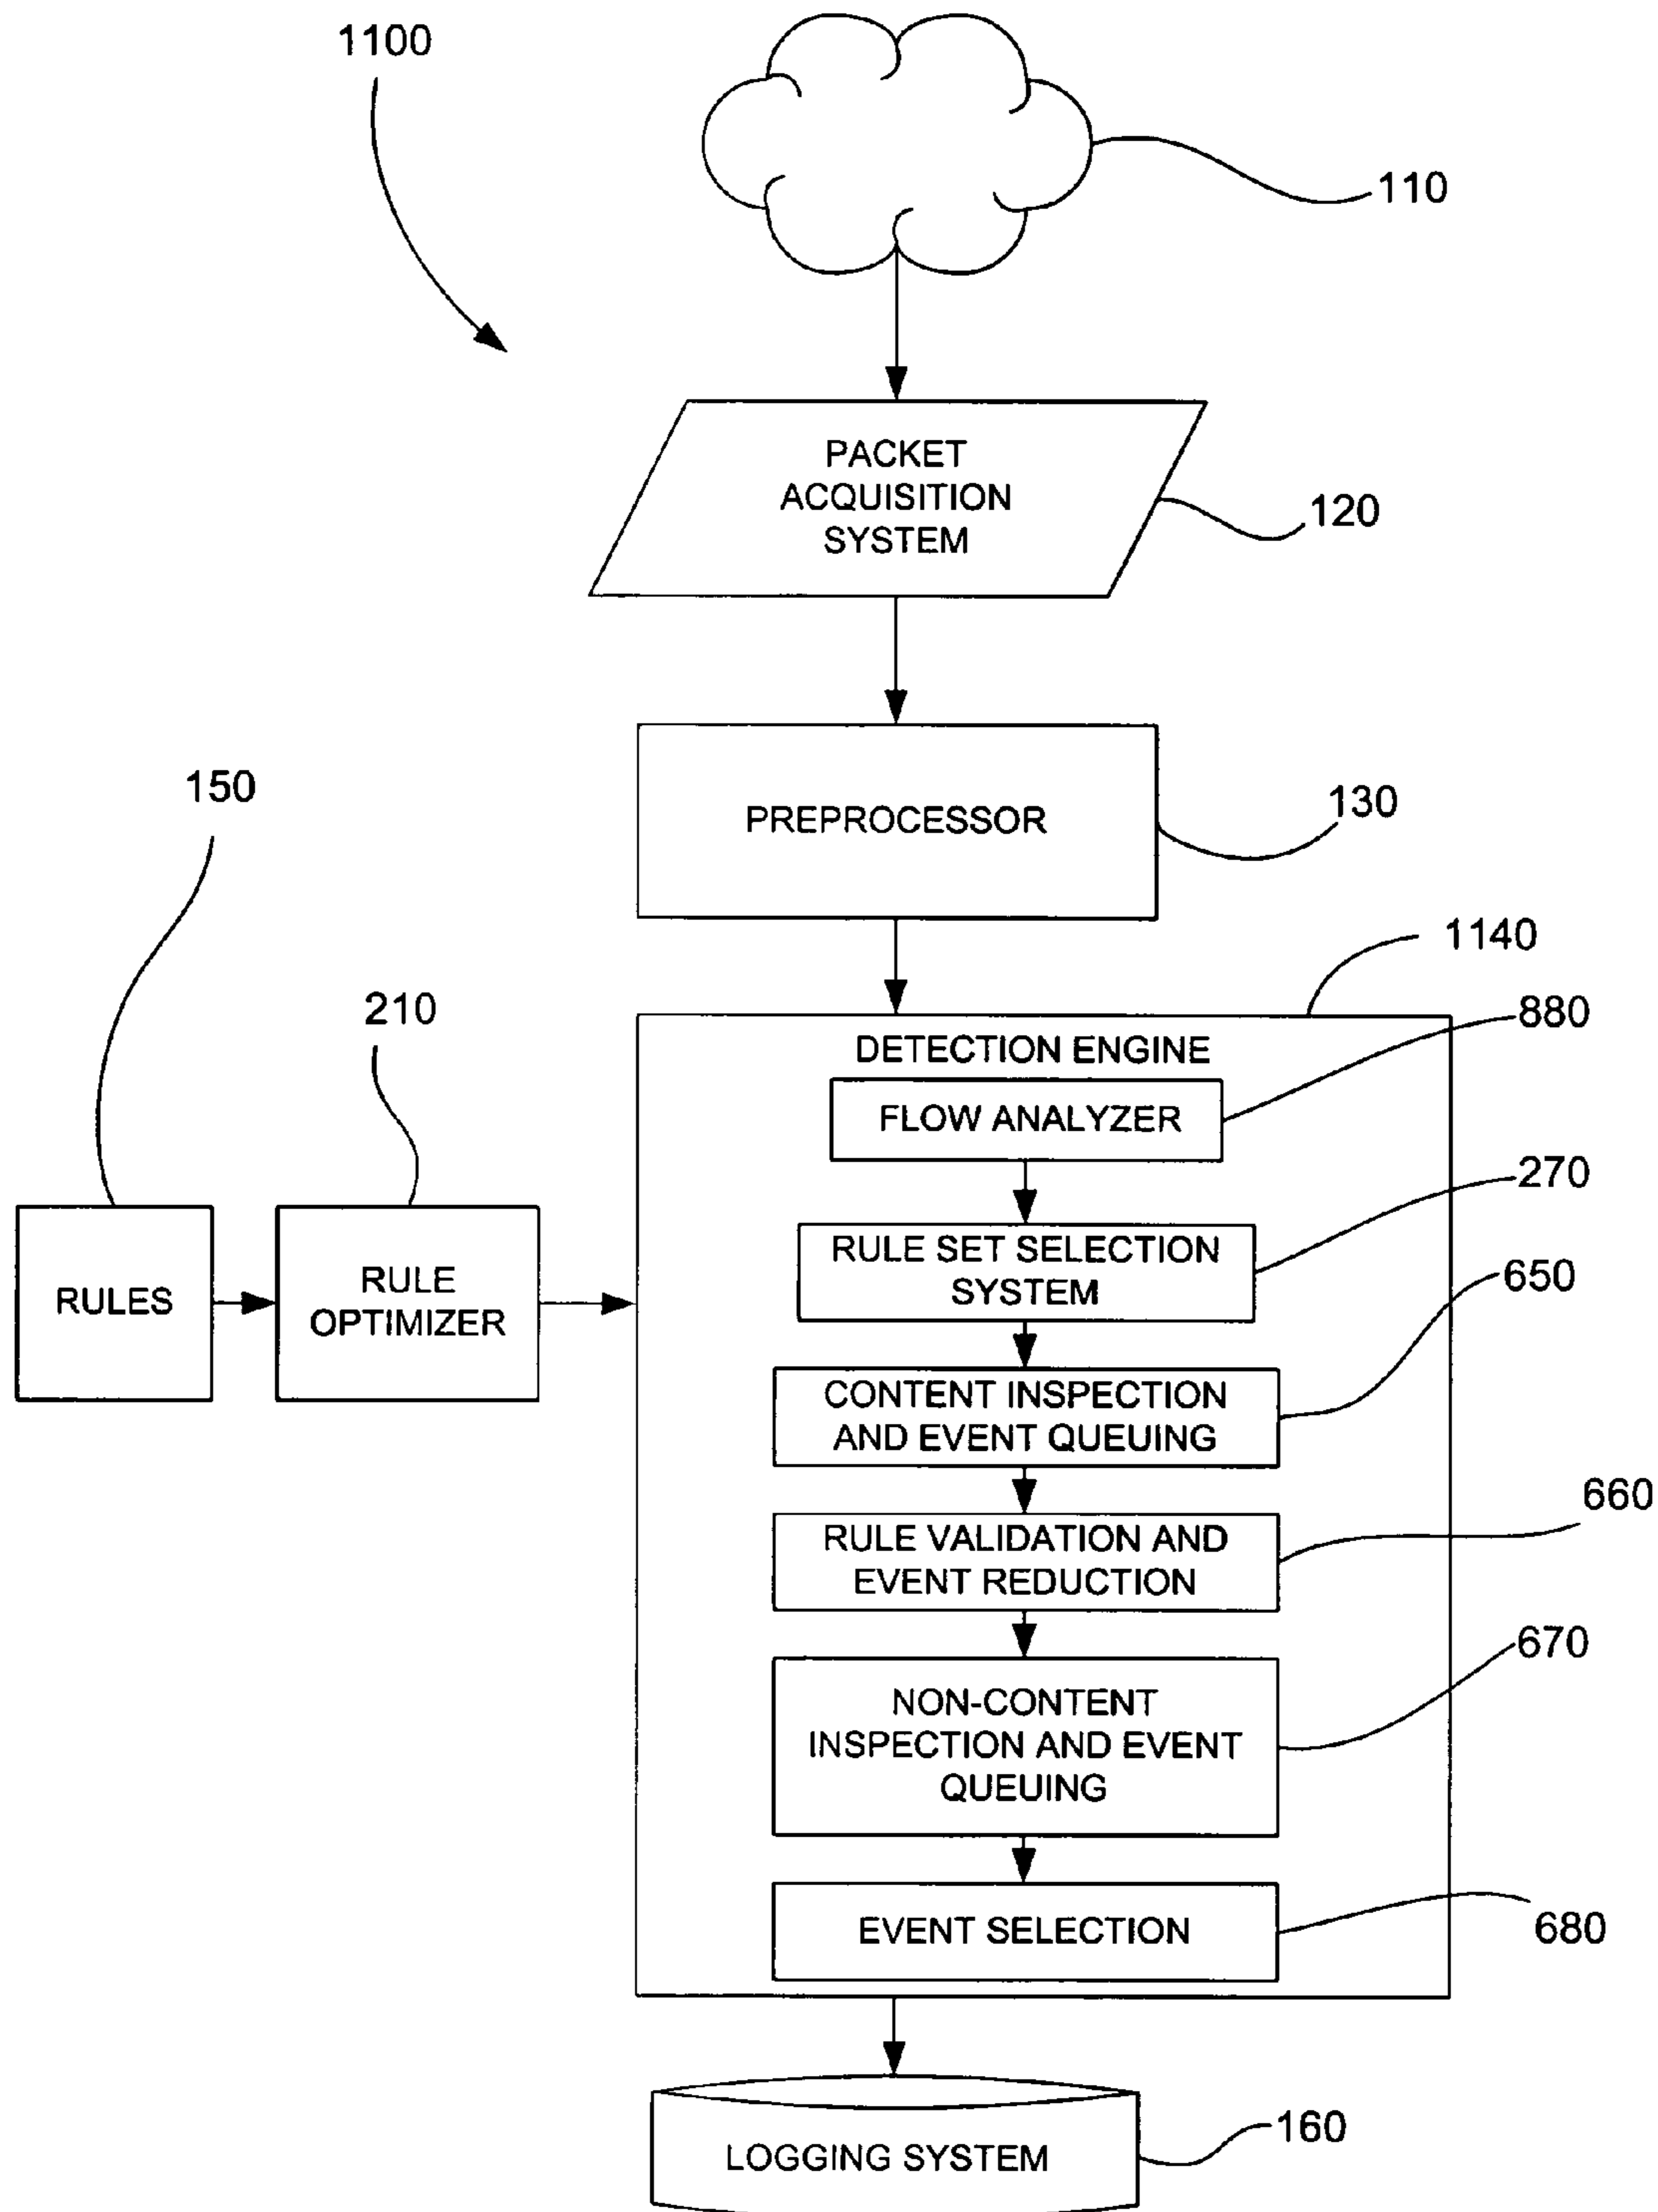 1100
110
PACKET
ACQUISITION
SYSTEM
120
150
PREPROCESSOR
130
1140
210
880
DETECTION ENGINE
FLOW ANALYZER
270
RULE SET SELECTION
SYSTEM
650
RULES
RULE
OPTIMIZER
CONTENT INSPECTION
AND EVENT QUEUING
660
RULE VALIDATION AND
EVENT REDUCTION
670
NON-CONTENT
INSPECTION AND EVENT
QUEUING
EVENT SELECTION
680
160
LOGGING SYSTEM